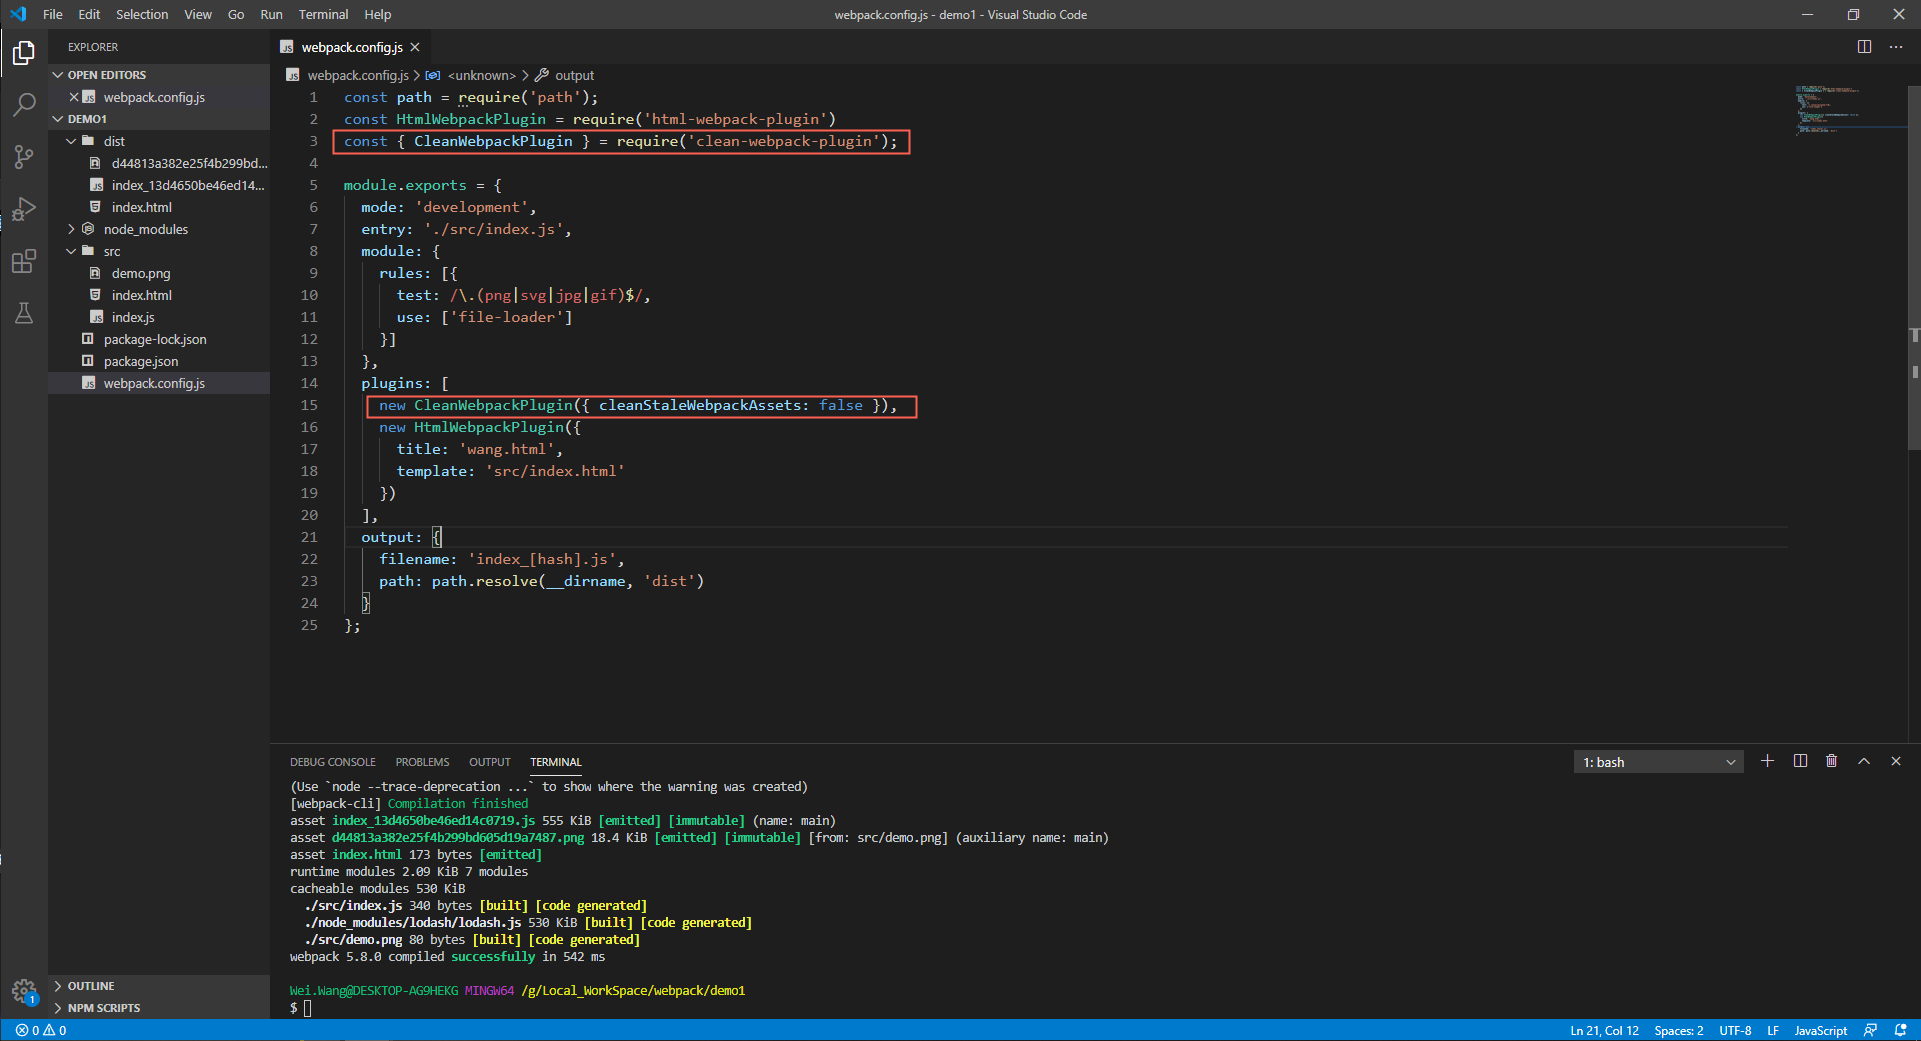 File Edit Selection View Go Run Terminal Help
webpack.config.js - demo1 - Visual Studio Code
EXPLORER
OPEN EDITORS
webpack.config.js
DEMO1
dist
d44813a382e25f4b299bd...
index_13d4650be46ed14...
index.html
node_modules
src
demo.png
index.html
index.js
package-lock.json
package.json
webpack.config.js
OUTLINE
NPM SCRIPTS
1
JS webpack.config.js
JS webpack.config.js > <unknown> > output
1 const path = require('path');
2 const HtmlWebpackPlugin = require('html-webpack-plugin')
3 const { CleanWebpackPlugin } = require('clean-webpack-plugin');
4
5 module.exports = {
6 mode: 'development',
7 entry: './src/index.js',
8 module: {
9 rules: [{
10 test: /\.(png|svg|jpg|gif)$/,
11 use: ['file-loader']
12 }]
13 },
14 plugins: [
15 new CleanWebpackPlugin({ cleanStaleWebpackAssets: false }),
16 new HtmlWebpackPlugin({
17 title: 'wang.html',
18 template: 'src/index.html'
19 })
20 ],
21 output: {
22 filename: 'index_[hash].js',
23 path: path.resolve(__dirname, 'dist')
24 }
25 };
DEBUG CONSOLE PROBLEMS OUTPUT TERMINAL
1: bash
(Use `node --trace-deprecation ...` to show where the warning was created)
[webpack-cli] Compilation finished
asset index_13d4650be46ed14c0719.js 555 KiB [emitted] [immutable] (name: main)
asset d44813a382e25f4b299bd605d19a7487.png 18.4 KiB [emitted] [immutable] [from: src/demo.png] (auxiliary name: main)
asset index.html 173 bytes [emitted]
runtime modules 2.09 KiB 7 modules
cacheable modules 530 KiB
./src/index.js 340 bytes [built] [code generated]
./node_modules/lodash/lodash.js 530 KiB [built] [code generated]
./src/demo.png 80 bytes [built] [code generated]
webpack 5.8.0 compiled successfully in 542 ms
Wei.Wang@DESKTOP-AG9HEKG MINGW64 /g/Local_WorkSpace/webpack/demo1
$
0 0
Ln 21, Col 12 Spaces: 2 UTF-8 LF JavaScript